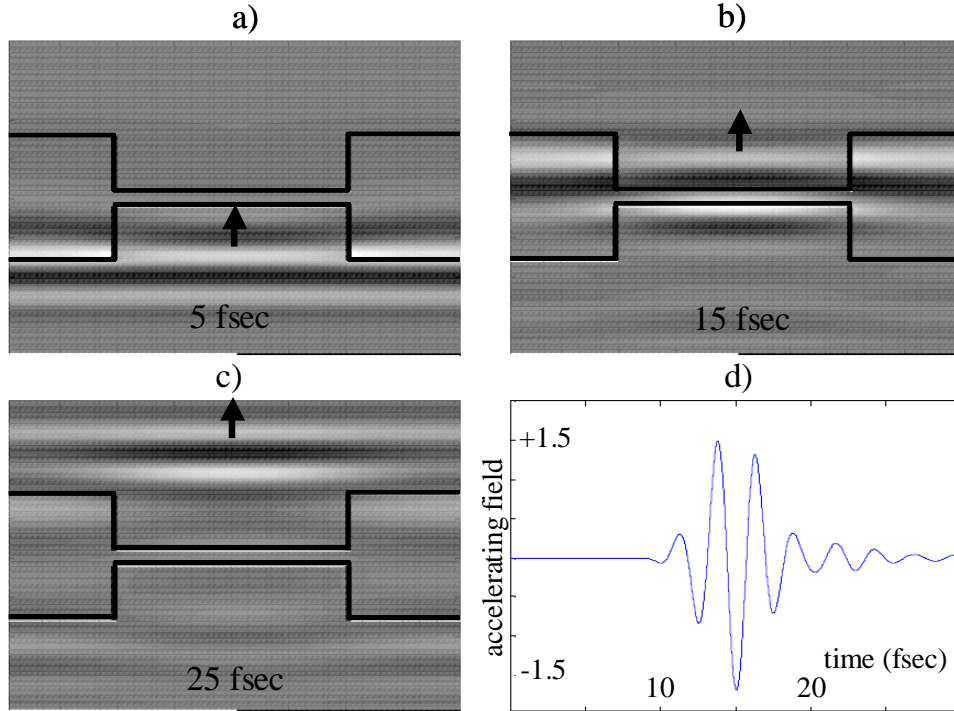 a)
b)
5 fsec
15 fsec
c)
d)
25 fsec
+1.5
accelerating field
-1.5
time (fsec)
10
20